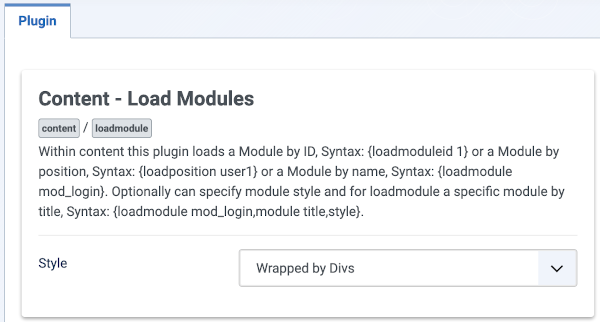 Plugin
Content - Load Modules
content / loadmodule
Within content this plugin loads a Module by ID, Syntax: {loadmoduleid 1} or a Module by
position, Syntax: {loadposition user1} or a Module by name, Syntax: {loadmodule
mod_login}. Optionally can specify module style and for loadmodule a specific module by
title, Syntax: {loadmodule mod_login,module title,style}.
Style
Wrapped by Divs